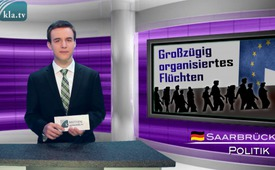 kla.tv
Großzügig
organisiertes
Flüchten
SAARBRÜCK
POLITIK